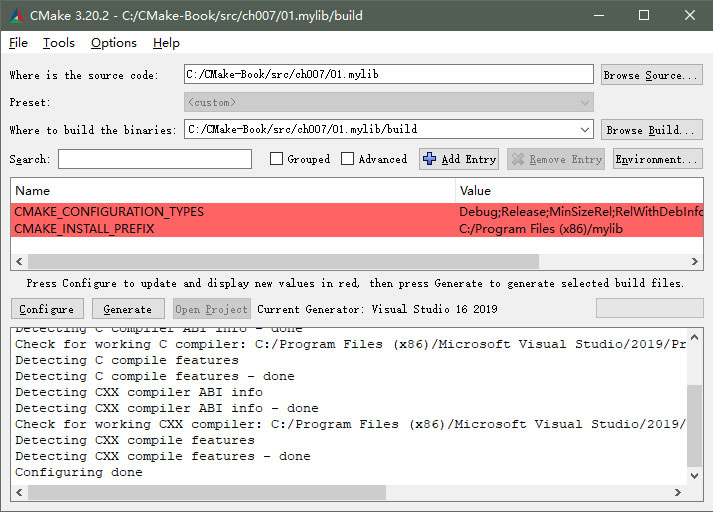 CMake 3.20.2 - C:/CMake-Book/src/ch007/01.mylib/build
File Tools Options Help
Where is the source code: C:/CMake-Book/src/ch007/01.mylib Browse Source...
Preset: <custom>
Where to build the binaries: C:/CMake-Book/src/ch007/01.mylib/build Browse Build...
Search: Grouped Advanced Add Entry Remove Entry Environment...
Name Value
CMAKE_CONFIGURATION_TYPES Debug;Release;MinSizeRel;RelWithDebInfo
CMAKE_INSTALL_PREFIX C:/Program Files (x86)/mylib
Press Configure to update and display new values in red, then press Generate to generate selected build files.
Configure Generate Open Project Current Generator: Visual Studio 16 2019
Detecting C compiler ABI info - done
Check for working C compiler: C:/Program Files (x86)/Microsoft Visual Studio/2019/Pr
Detecting C compile features
Detecting C compile features - done
Detecting CXX compiler ABI info
Detecting CXX compiler ABI info - done
Check for working CXX compiler: C:/Program Files (x86)/Microsoft Visual Studio/2019/
Detecting CXX compile features
Detecting CXX compile features - done
Configuring done